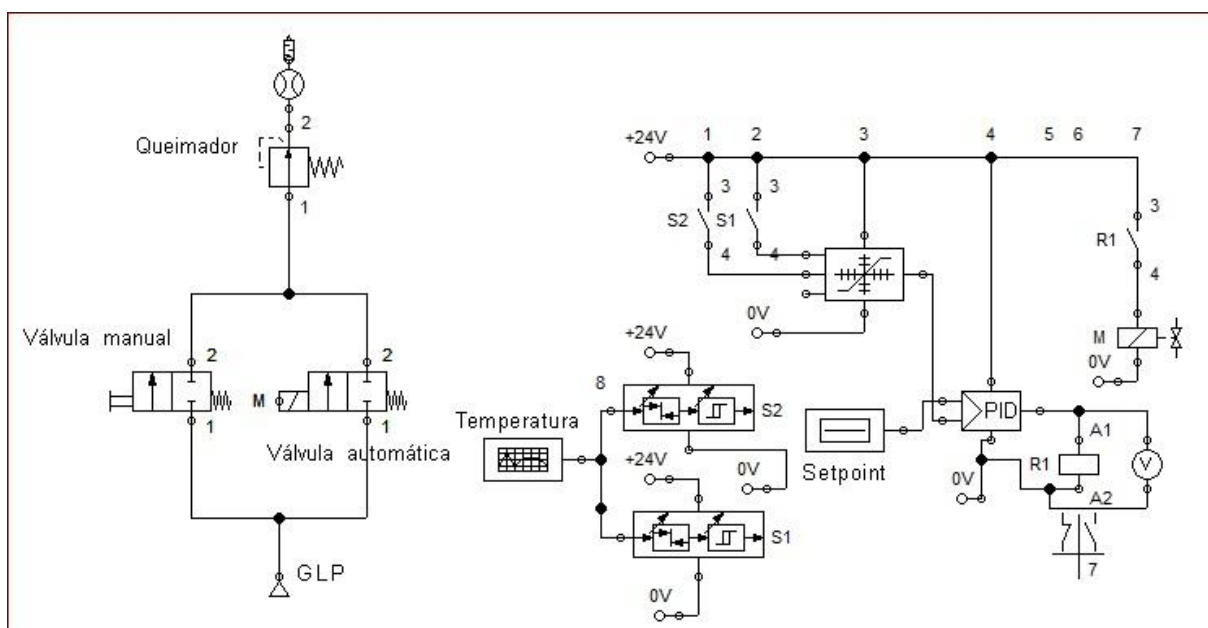 2
Queimador
1
Válvula manual
2
2
M
1
1
Válvula automática
GLP
+24V
1
2
3
4
5
6
7
3
3
3
S2
S1
R1
4
4
4
0V
M
0V
+24V
8
S2
Temperatura
+24V
0V
S1
0V
Setpoint
PID
A1
R1
V
0V
A2
7